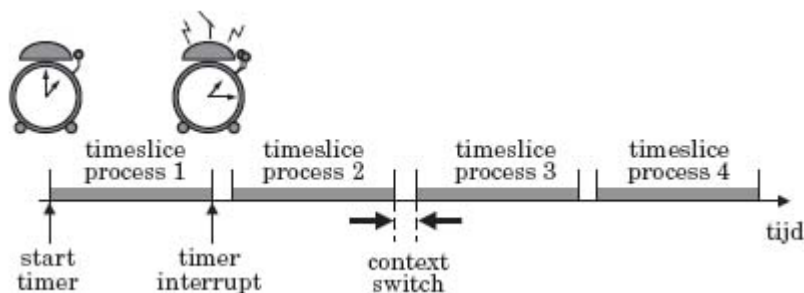 timeslice
process 1
timeslice
process 2
timeslice
process 3
timeslice
process 4
tijd
start
timer
timer
interrupt
context
switch